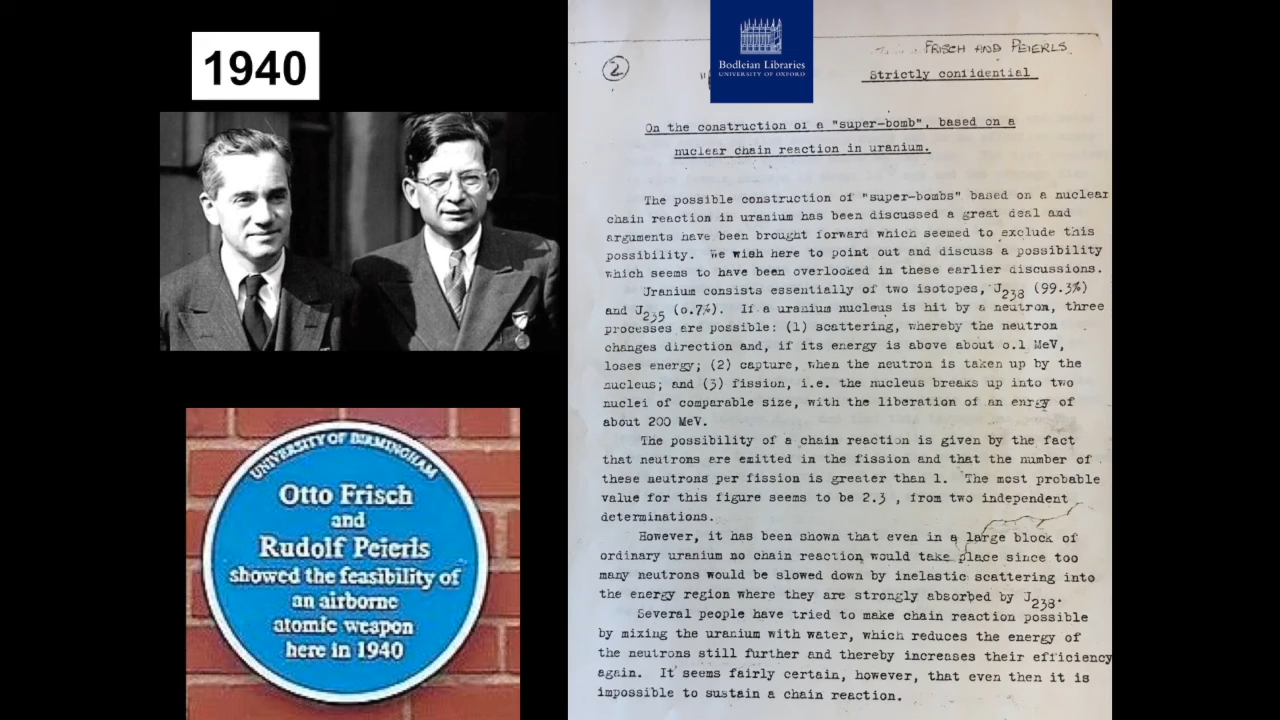 1940
UNIVERSITY OF BIRMINGHAM
Otto Frisch
and
Rudolf Peierls
showed the feasibility of
an airborne
atomic weapon
here in 1940
Bodleian Libraries
UNIVERSITY OF OXFORD
2
FRISCH AND PEIERLS
Strictly confidential
On the construction of a "super-bomb", based on a
nuclear chain reaction in uranium.
The possible construction of "super-bombs" based on a nuclear
chain reaction in uranium has been discussed a great deal and
arguments have been brought forward which seemed to exclude this
possibility. We wish here to point out and discuss a possibility
which seems to have been overlooked in these earlier discussions.
Uranium consists essentially of two isotopes, U238 (99.3%)
and U235 (0.7%). If a uranium nucleus is hit by a neutron, three
processes are possible: (1) scattering, whereby the neutron
changes direction and, if its energy is above about 0.1 MeV,
loses energy; (2) capture, when the neutron is taken up by the
nucleus; and (3) fission, i.e. the nucleus breaks up into two
nuclei of comparable size, with the liberation of an enrgy of
about 200 MeV.
The possibility of a chain reaction is given by the fact
that neutrons are emitted in the fission and that the number of
these neutrons per fission is greater than 1. The most probable
value for this figure seems to be 2.3 , from two independent
determinations.
However, it has been shown that even in a large block of
ordinary uranium no chain reaction would take place since too
many neutrons would be slowed down by inelastic scattering into
the energy region where they are strongly absorbed by U238.
Several people have tried to make chain reaction possible
by mixing the uranium with water, which reduces the energy of
the neutrons still further and thereby increases their efficiency
again. It seems fairly certain, however, that even then it is
impossible to sustain a chain reaction.